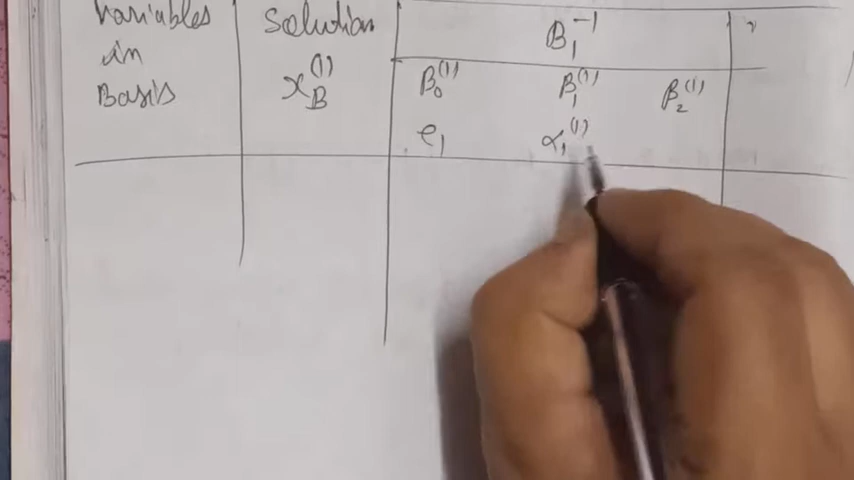 Variables
in
Basis
Solution
x_B^(1)
B_1^-1
β_0^(1) β_1^(1) β_2^(1)
e_1 α_1^(1)